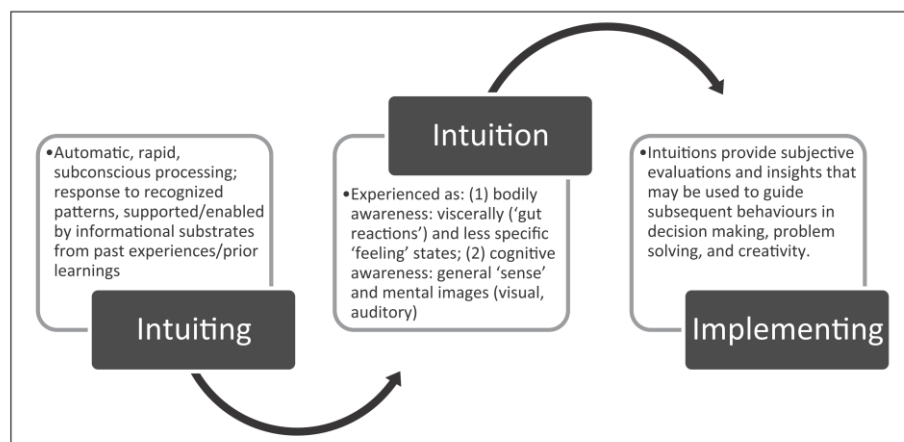 •Automatic, rapid,
subconscious processing;
response to recognized
patterns, supported/enabled
by informational substrates
from past experiences/prior
learnings
Intuiting
Intuition
•Experienced as: (1) bodily
awareness: viscerally (‘gut
reactions’) and less specific
‘feeling’ states; (2) cognitive
awareness: general ‘sense’
and mental images (visual,
auditory)
•Intuitions provide subjective
evaluations and insights that
may be used to guide
subsequent behaviours in
decision making, problem
solving, and creativity.
Implementing